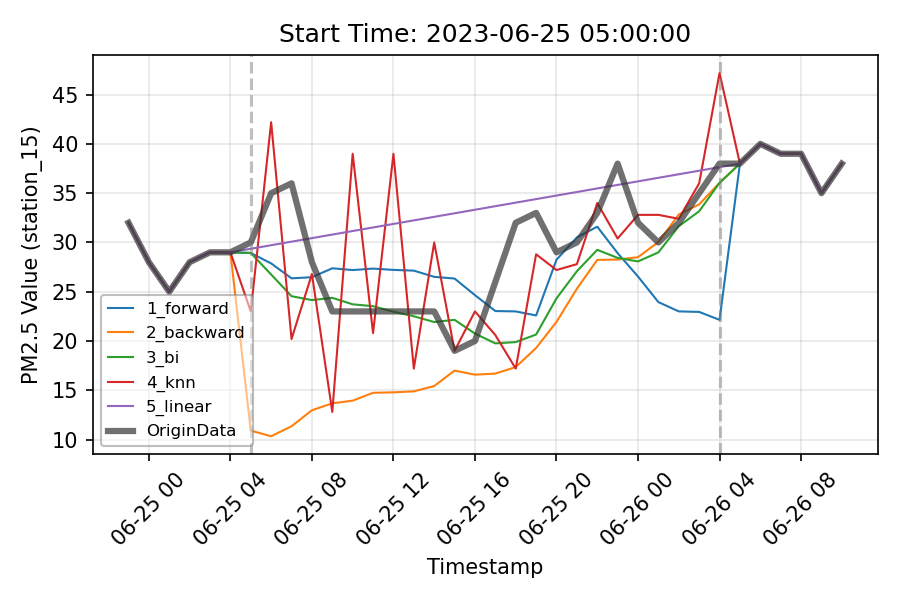 Start Time: 2023-06-25 05:00:00
PM2.5 Value (station_15)
45
40
35
30
25
20
15
10
1_forward
2_backward
3_bi
4_knn
5_linear
OriginData
06-25 00
06-25 04
06-25 08
06-25 12
06-25 16
06-25 20
06-26 00
06-26 04
06-26 08
Timestamp